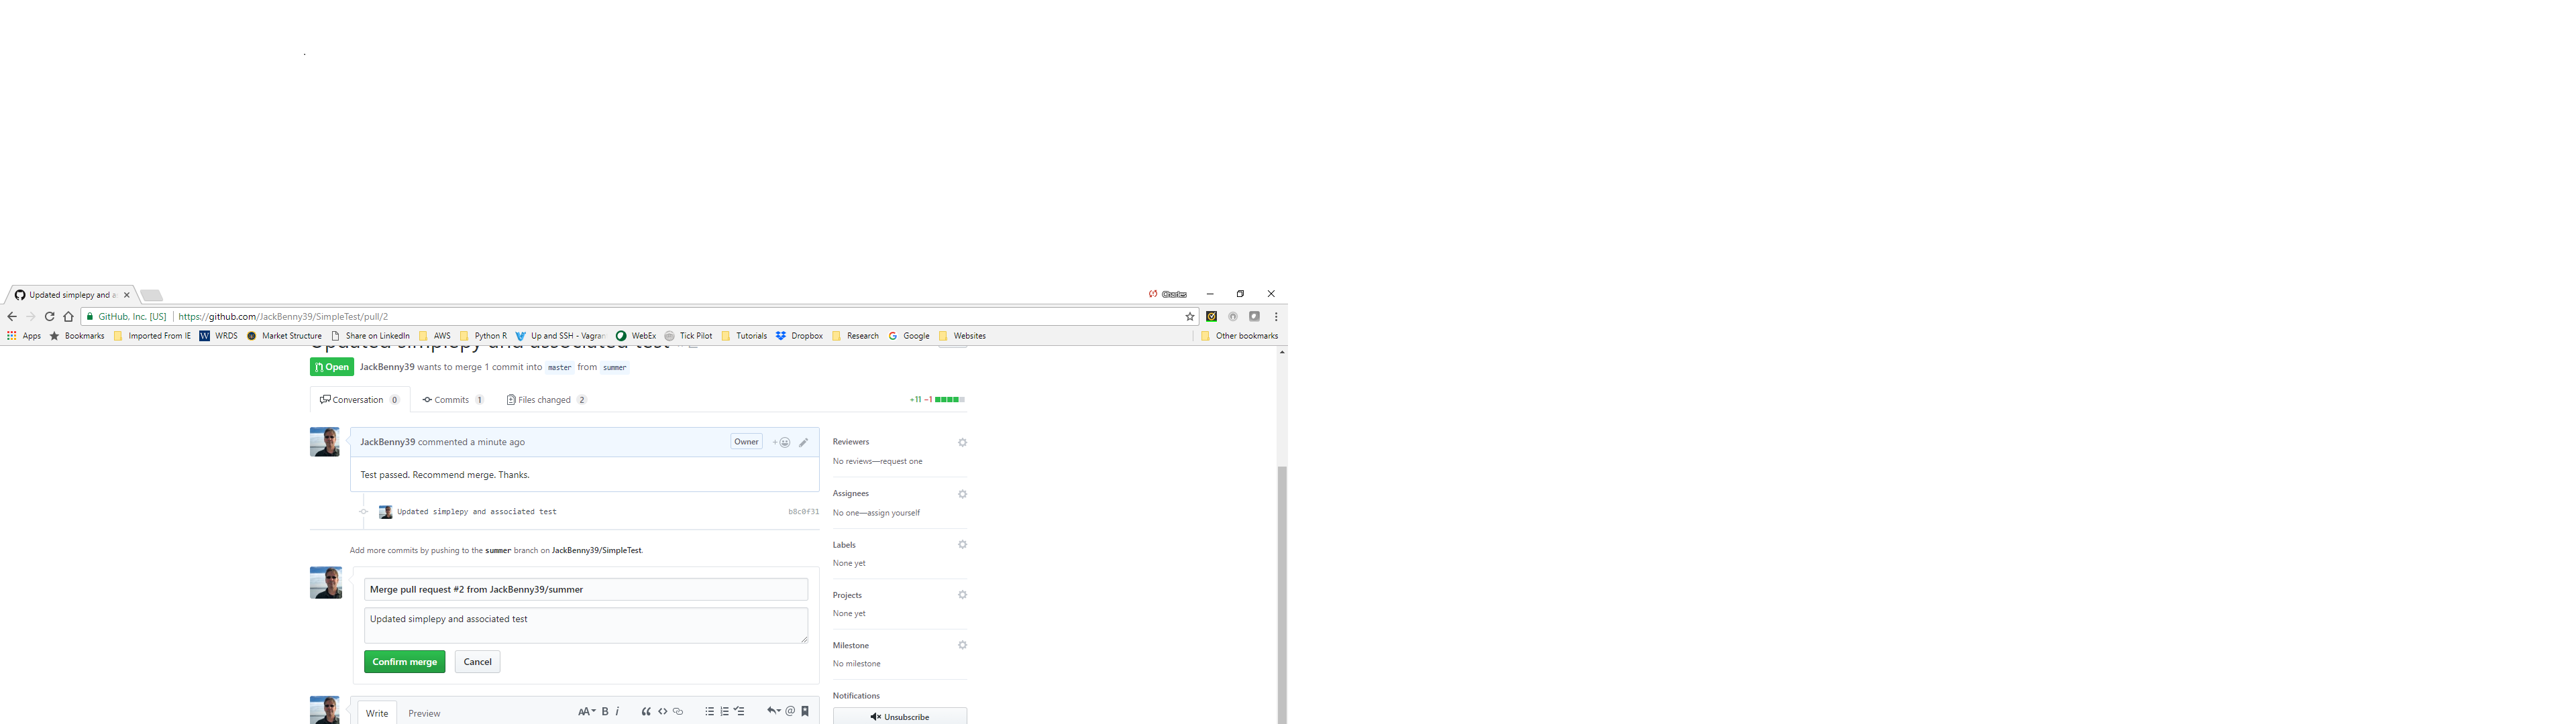 Updated simplepy and a
Charles
GitHub, Inc. [US] https://github.com/JackBenny39/SimpleTest/pull/2
Apps Bookmarks Imported From IE WRDS Market Structure Share on LinkedIn AWS Python R Up and SSH - Vagran WebEx Tick Pilot Tutorials Dropbox Research Google Websites Other bookmarks
Updated simplepy and associated test
Open JackBenny39 wants to merge 1 commit into master from summer
Conversation 0 Commits 1 Files changed 2 +11 −1
JackBenny39 commented a minute ago Owner
Test passed. Recommend merge. Thanks.
Updated simplepy and associated test b8c0f31
Add more commits by pushing to the summer branch on JackBenny39/SimpleTest.
Merge pull request #2 from JackBenny39/summer
Updated simplepy and associated test
Confirm merge Cancel
Write Preview AA B i
Reviewers
No reviews—request one
Assignees
No one—assign yourself
Labels
None yet
Projects
None yet
Milestone
No milestone
Notifications
Unsubscribe